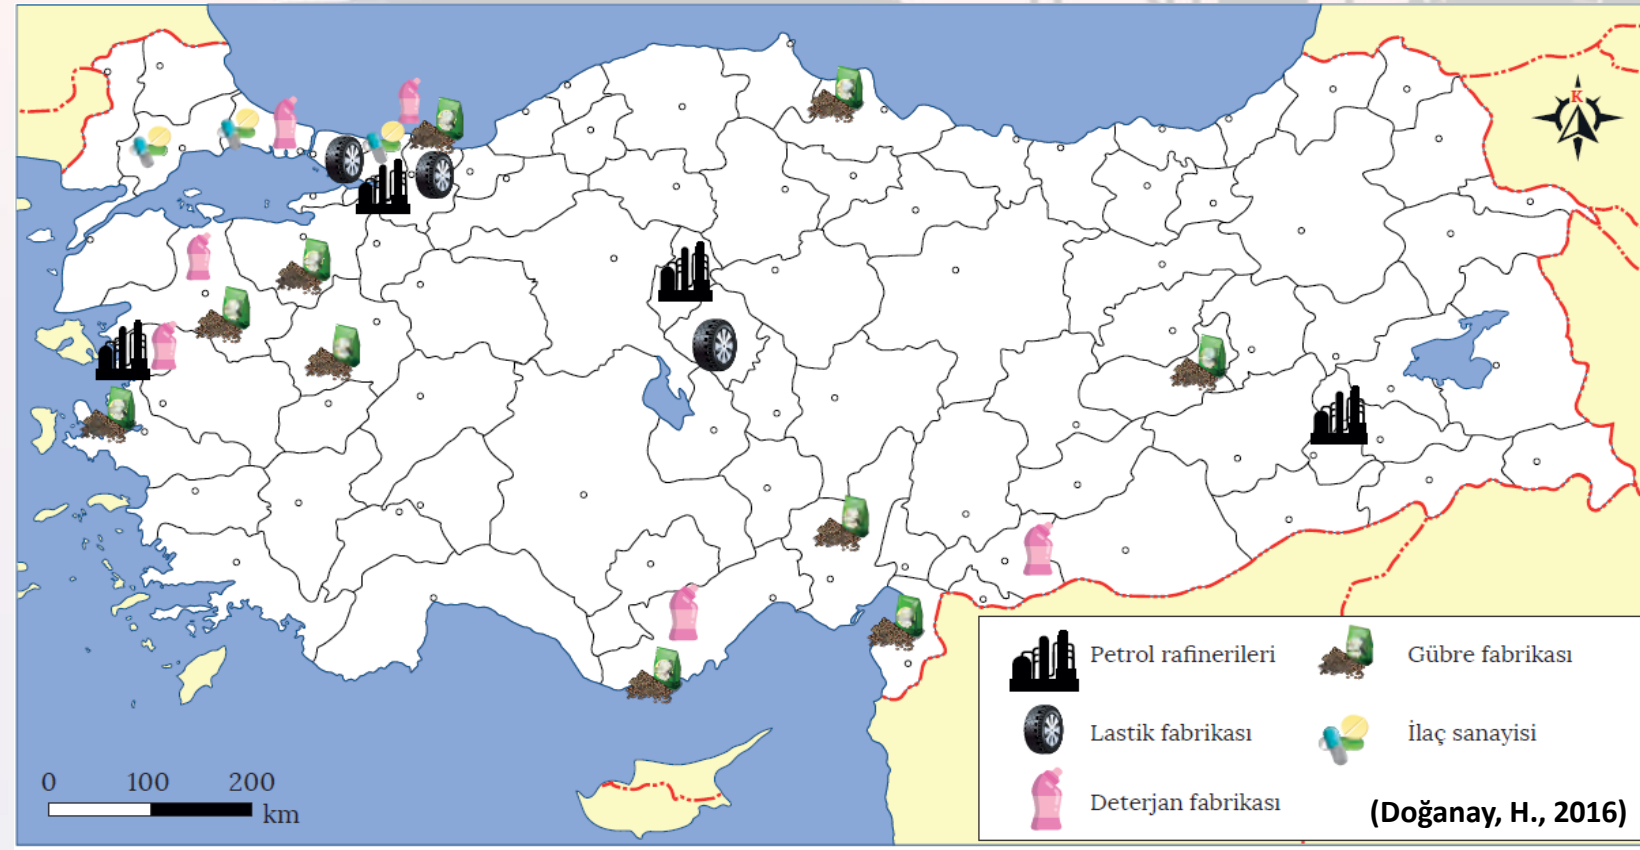 K
Petrol rafinerileri
Gübre fabrikası
Lastik fabrikası
İlaç sanayisi
Deterjan fabrikası
(Doğanay, H., 2016)
0 100 200
km